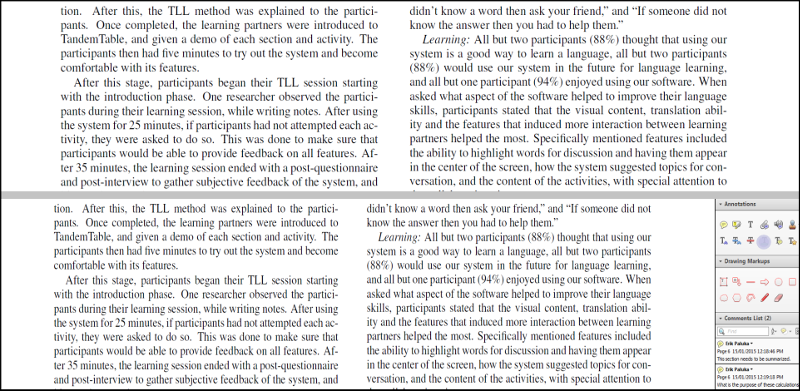 tion. After this, the TLL method was explained to the partici-
pants. Once completed, the learning partners were introduced to
TandemTable, and given a demo of each section and activity. The
participants then had five minutes to try out the system and become
comfortable with its features.
After this stage, participants began their TLL session starting
with the introduction phase. One researcher observed the partici-
pants during their learning session, while writing notes. After using
the system for 25 minutes, if participants had not attempted each ac-
tivity, they were asked to do so. This was done to make sure that
participants would be able to provide feedback on all features. Af-
ter 35 minutes, the learning session ended with a post-questionnaire
and post-interview to gather subjective feedback of the system, and
didn't know a word then ask your friend," and "If someone did not
know the answer then you had to help them."
Learning: All but two participants (88%) thought that using our
system is a good way to learn a language, all but two participants
(88%) would use our system in the future for language learning,
and all but one participant (94%) enjoyed using our software. When
asked what aspect of the software helped to improve their language
skills, participants stated that the visual content, translation abil-
ity and the features that induced more interaction between learning
partners helped the most. Specifically mentioned features included
the ability to highlight words for discussion and having them appear
in the center of the screen, how the system suggested topics for con-
versation, and the content of the activities, with special attention to
tion. After this, the TLL method was explained to the partici-
pants. Once completed, the learning partners were introduced to
TandemTable, and given a demo of each section and activity. The
participants then had five minutes to try out the system and become
comfortable with its features.
After this stage, participants began their TLL session starting
with the introduction phase. One researcher observed the partici-
pants during their learning session, while writing notes. After using
the system for 25 minutes, if participants had not attempted each ac-
tivity, they were asked to do so. This was done to make sure that
participants would be able to provide feedback on all features. Af-
ter 35 minutes, the learning session ended with a post-questionnaire
and post-interview to gather subjective feedback of the system, and
didn't know a word then ask your friend," and "If someone did not
know the answer then you had to help them."
Learning: All but two participants (88%) thought that using our
system is a good way to learn a language, all but two participants
(88%) would use our system in the future for language learning,
and all but one participant (94%) enjoyed using our software. When
asked what aspect of the software helped to improve their language
skills, participants stated that the visual content, translation abil-
ity and the features that induced more interaction between learning
partners helped the most. Specifically mentioned features included
the ability to highlight words for discussion and having them appear
in the center of the screen, how the system suggested topics for con-
versation, and the content of the activities, with special attention to
Annotations
Drawing Markups
Comments List (2)
Find
Erik Paluka
Page 6 15/01/2015 12:18:46 PM
This section needs to be summarized.
Erik Paluka
Page 6 15/01/2015 12:19:18 PM
What is the purpose of these calculations